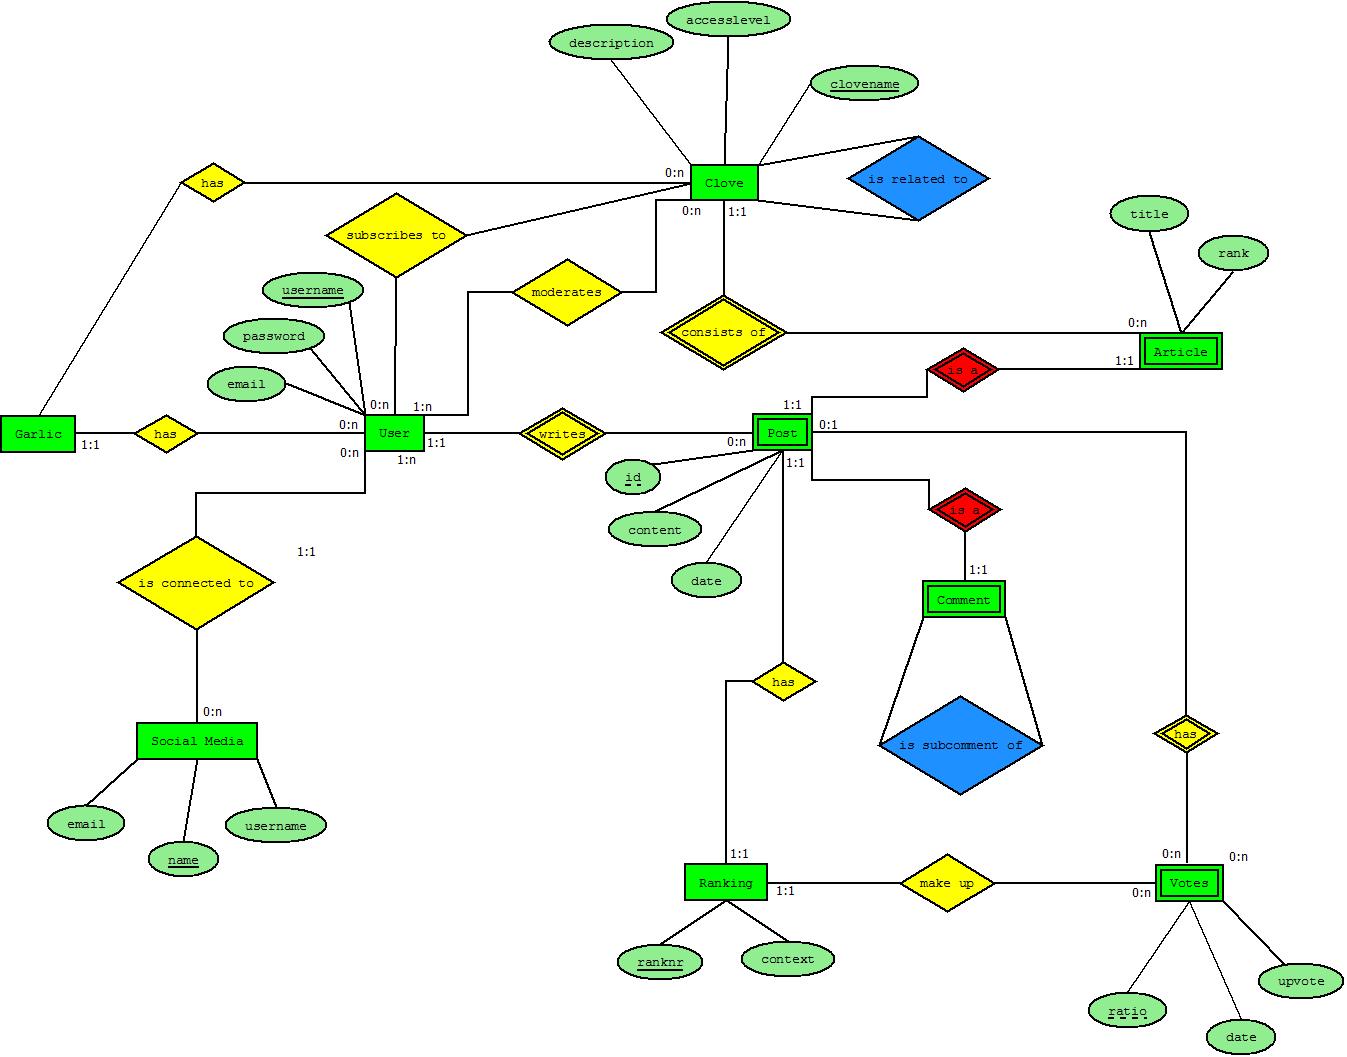 accesslevel
description
clovename
has
0:n
Clove
is related to
0:n
1:1
subscribes to
title
rank
username
moderates
password
consists of
0:n
Article
email
is a
1:1
0:n
1:n
1:1
0:n
0:1
Garlic
1:1
has
User
1:1
writes
0:n
Post
0:n
1:n
1:1
id
content
is a
1:1
is connected to
date
1:1
Comment
has
0:n
Social Media
is subcomment of
has
email
username
name
1:1
0:n
0:n
Ranking
1:1
make up
0:n
Votes
ranknr
context
upvote
ratio
date